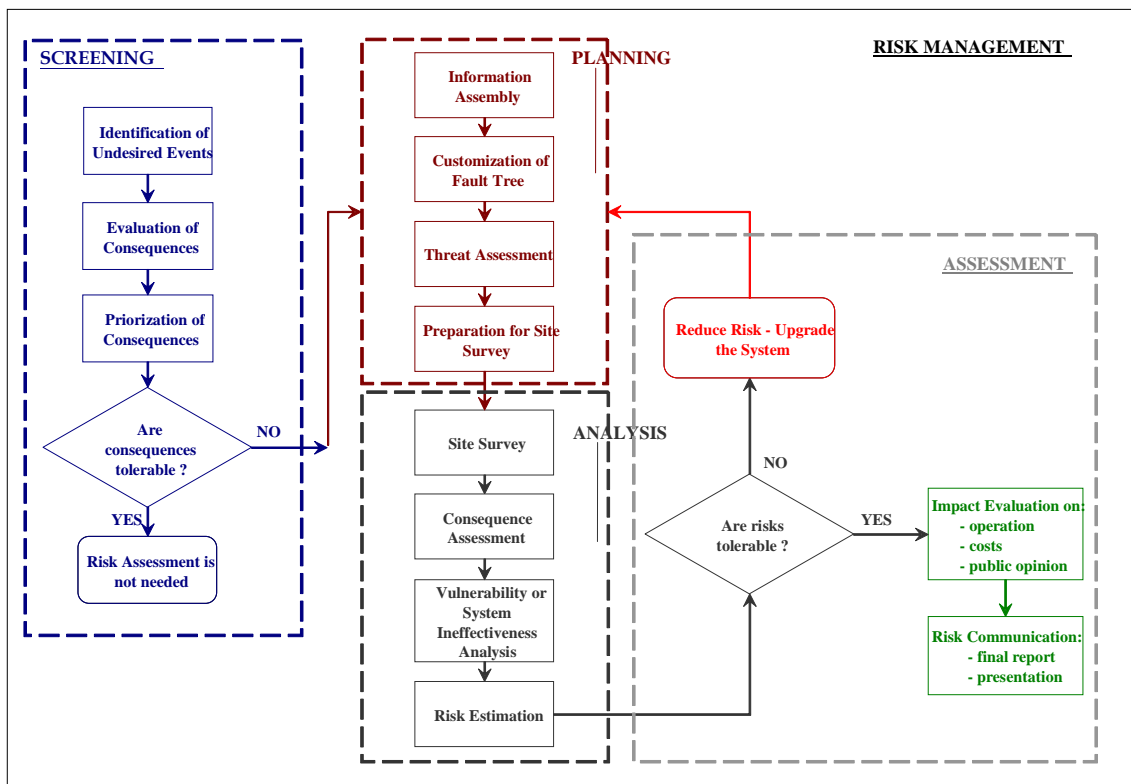 RISK MANAGEMENT
SCREENING
Identification of
Undesired Events
Evaluation of
Consequences
Priorization of
Consequences
Are
consequences
tolerable ?
NO
YES
Risk Assessment is
not needed
PLANNING
Information
Assembly
Customization of
Fault Tree
Threat Assessment
Preparation for Site
Survey
ANALYSIS
Site Survey
Consequence
Assessment
Vulnerability or
System
Ineffectiveness
Analysis
Risk Estimation
ASSESSMENT
Reduce Risk - Upgrade
the System
NO
Are risks
tolerable ?
YES
Impact Evaluation on:
- operation
- costs
- public opinion
Risk Communication:
- final report
- presentation